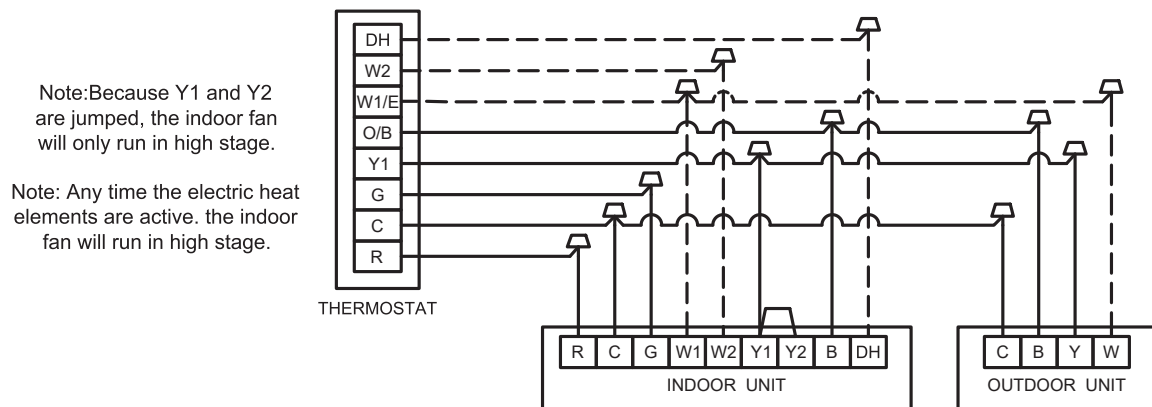 Note:Because Y1 and Y2
are jumped, the indoor fan
will only run in high stage.
Note: Any time the electric heat
elements are active. the indoor
fan will run in high stage.
DH
W2
W1/E
O/B
Y1
G
C
R
THERMOSTAT
R C G W1 W2 Y1 Y2 B DH
INDOOR UNIT
C B Y W
OUTDOOR UNIT